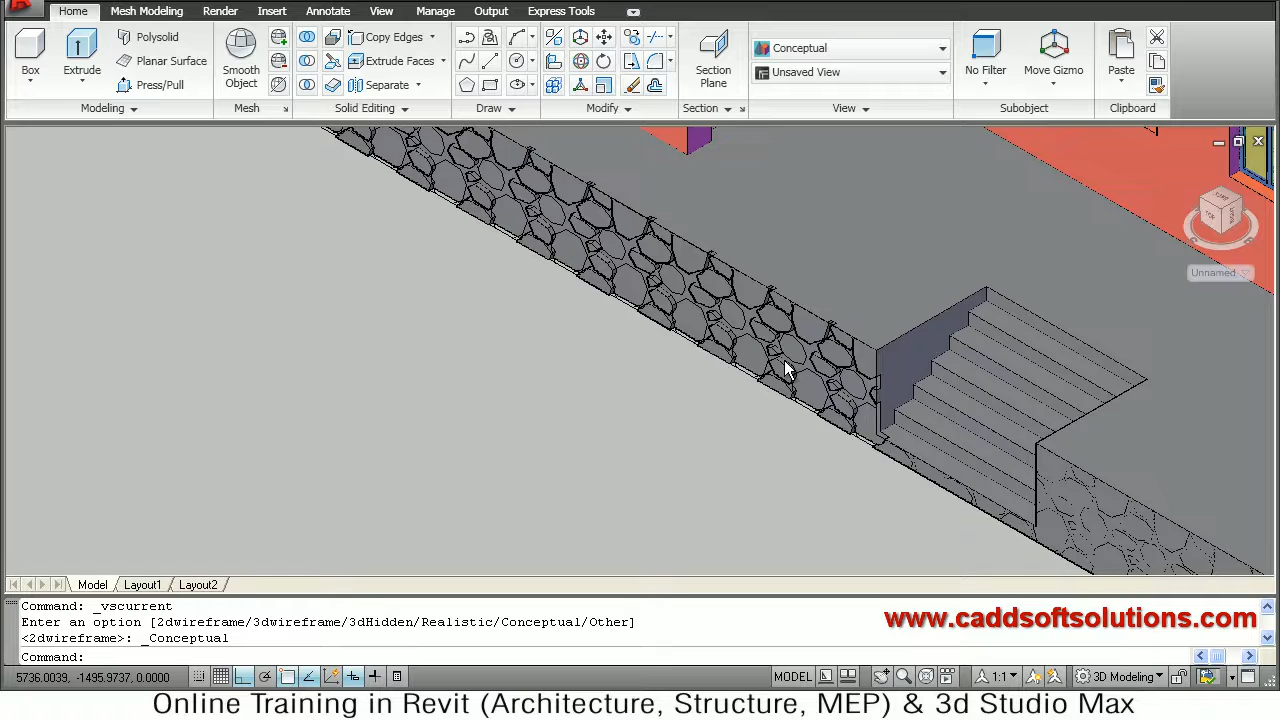 Home Mesh Modeling Render Insert Annotate View Manage Output Express Tools
Box
Extrude
Polysolid
Planar Surface
Press/Pull
Modeling
Smooth
Object
Mesh
Copy Edges
Extrude Faces
Separate
Solid Editing
Draw
Modify
Section
Plane
Section
Conceptual
Unsaved View
View
No Filter
Move Gizmo
Subobject
Paste
Clipboard
Unnamed
Model Layout1 Layout2
Command: _vscurrent
Enter an option [2dwireframe/3dwireframe/3dHidden/Realistic/Conceptual/Other]
<2dwireframe>: _Conceptual
Command:
www.caddsoftsolutions.com
5736.0039, -1495.9737, 0.0000
MODEL
1:1
3D Modeling
Online Training in Revit (Architecture, Structure, MEP) & 3d Studio Max